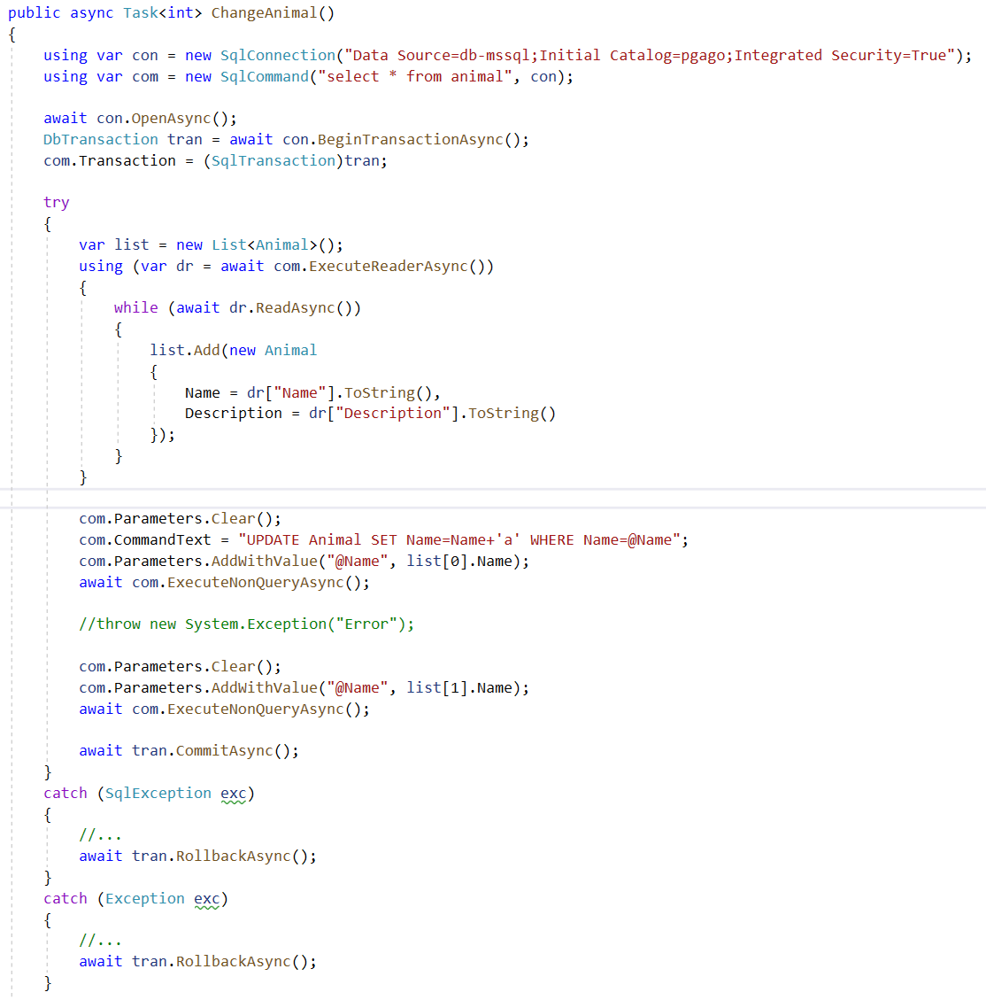 public async Task<int> ChangeAnimal()
{
    using var con = new SqlConnection("Data Source=db-mssql;Initial Catalog=pgago;Integrated Security=True");
    using var com = new SqlCommand("select * from animal", con);

    await con.OpenAsync();
    DbTransaction tran = await con.BeginTransactionAsync();
    com.Transaction = (SqlTransaction)tran;

    try
    {
        var list = new List<Animal>();
        using (var dr = await com.ExecuteReaderAsync())
        {
            while (await dr.ReadAsync())
            {
                list.Add(new Animal
                {
                    Name = dr["Name"].ToString(),
                    Description = dr["Description"].ToString()
                });
            }
        }

        com.Parameters.Clear();
        com.CommandText = "UPDATE Animal SET Name=Name+'a' WHERE Name=@Name";
        com.Parameters.AddWithValue("@Name", list[0].Name);
        await com.ExecuteNonQueryAsync();

        //throw new System.Exception("Error");

        com.Parameters.Clear();
        com.Parameters.AddWithValue("@Name", list[1].Name);
        await com.ExecuteNonQueryAsync();

        await tran.CommitAsync();
    }
    catch (SqlException exc)
    {
        //...
        await tran.RollbackAsync();
    }
    catch (Exception exc)
    {
        //...
        await tran.RollbackAsync();
    }